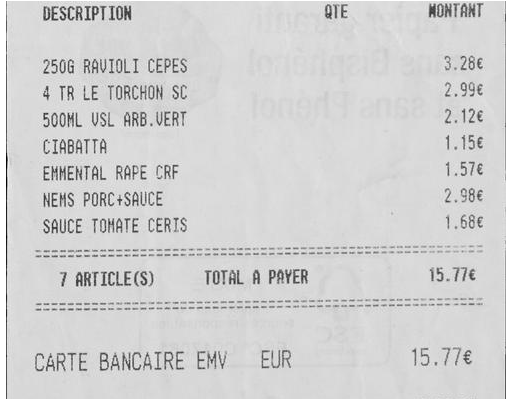 DESCRIPTION QTE MONTANT
250G RAVIOLI CEPES 3.28€
4 TR LE TORCHON SC 2.99€
500ML VSL ARB.VERT 2.12€
CIABATTA 1.15€
EMMENTAL RAPE CRF 1.57€
NEMS PORC+SAUCE 2.98€
SAUCE TOMATE CERIS 1.68€
7 ARTICLE(S) TOTAL A PAYER 15.77€
CARTE BANCAIRE EMV EUR 15.77€